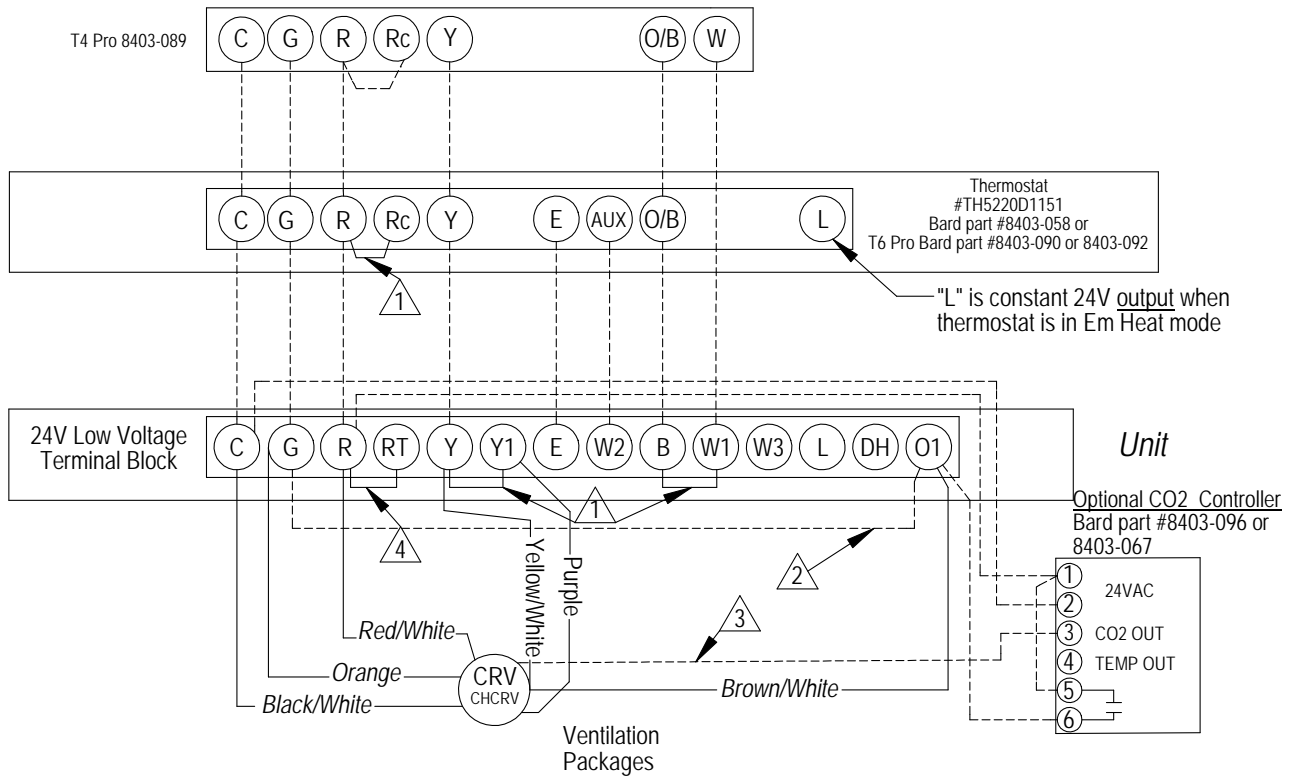 T4 Pro 8403-089
C G R Rc Y O/B W
Thermostat
#TH5220D1151
Bard part #8403-058 or
T6 Pro Bard part #8403-090 or 8403-092
C G R Rc Y E AUX O/B L
1
"L" is constant 24V output when
thermostat is in Em Heat mode
24V Low Voltage
Terminal Block
C G R RT Y Y1 E W2 B W1 W3 L DH O1
Unit
1
4
2
3
Optional CO2 Controller
Bard part #8403-096 or
8403-067
1
24VAC
2
3 CO2 OUT
4 TEMP OUT
5
6
Yellow/White
Purple
Red/White
Orange
Black/White
CRV
CHCRV
Brown/White
Ventilation
Packages